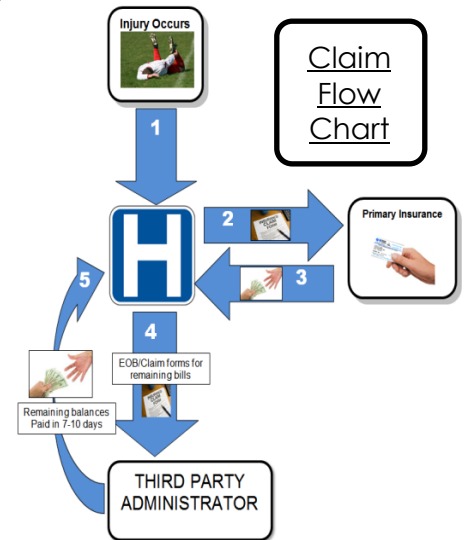 Injury Occurs
Claim
Flow
Chart
1
H
2
Primary Insurance
3
5
4
EOB/Claim forms for
remaining bills
Remaining balances
Paid in 7-10 days
THIRD PARTY
ADMINISTRATOR